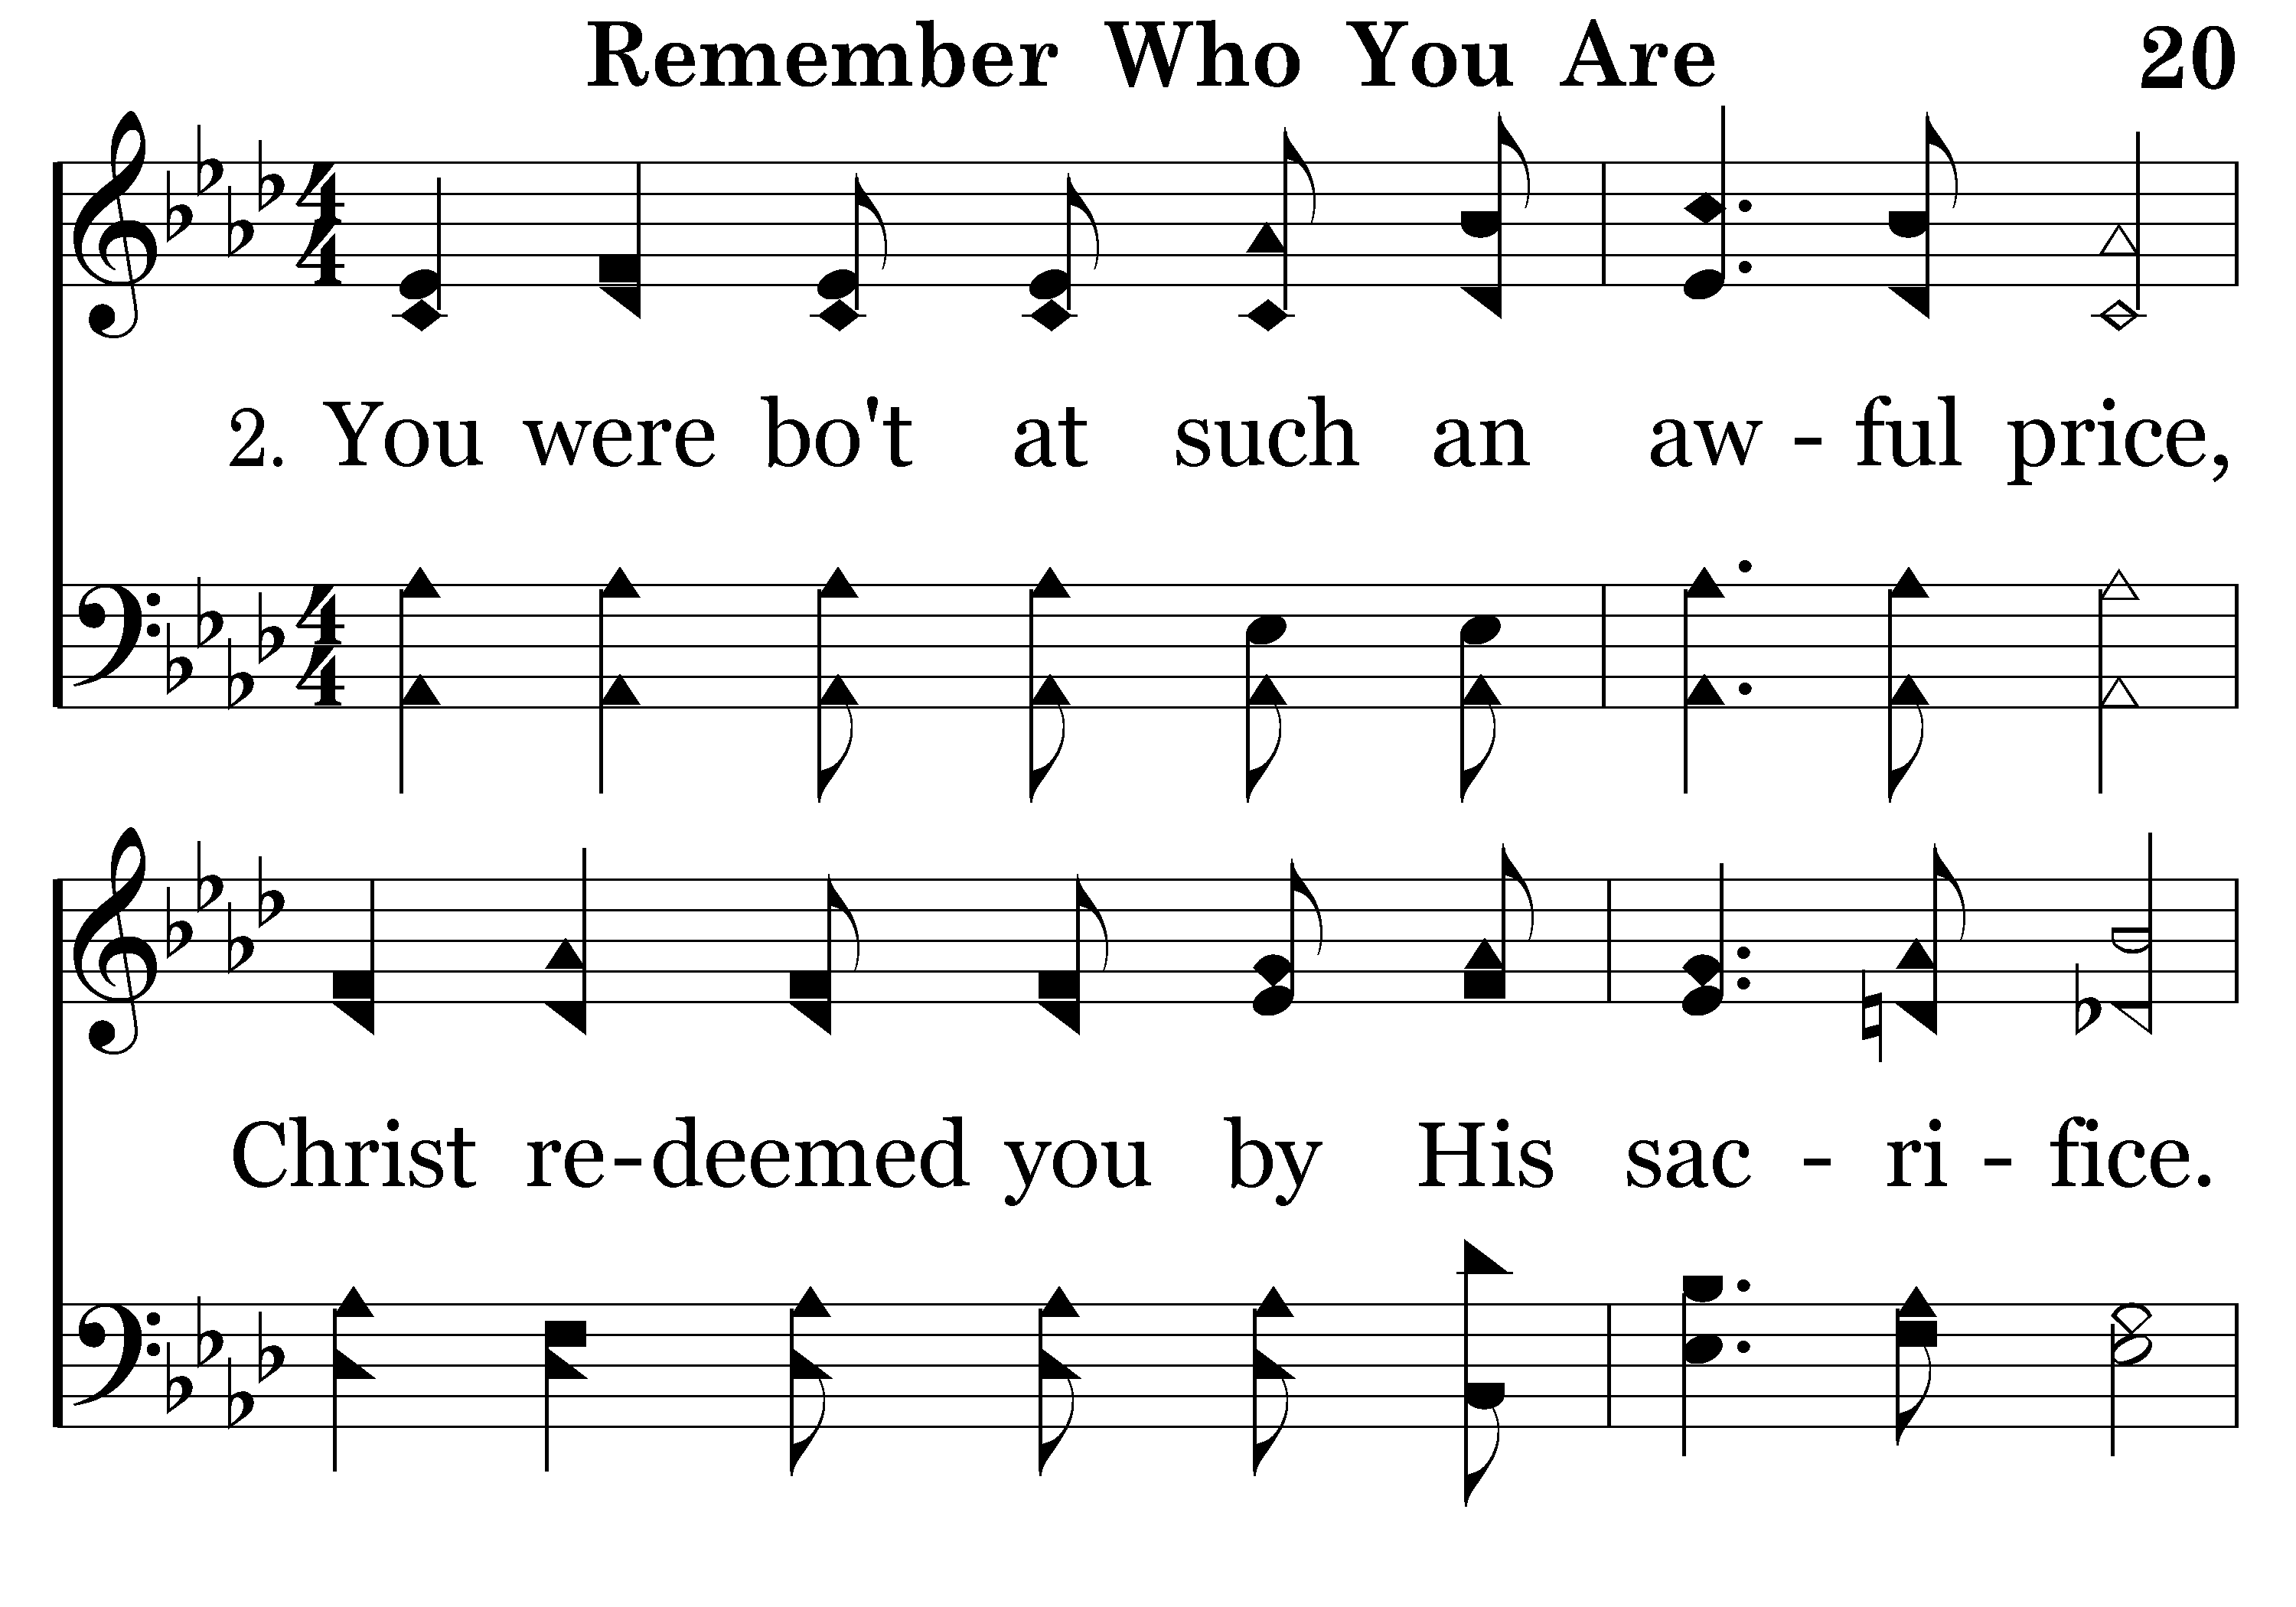 Remember Who You Are 20
2. You were bo't at such an aw - ful price,
Christ re - deemed you by His sac - ri - fice.